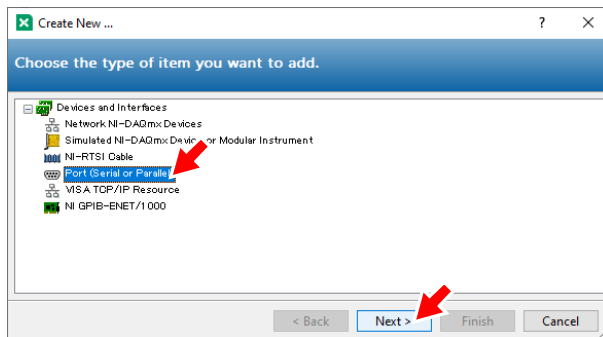 Create New ...
?
Choose the type of item you want to add.
Devices and Interfaces
Network NI-DAQmx Devices
Simulated NI-DAQmx Device or Modular Instrument
NI-RTSI Cable
Port (Serial or Parallel)
VISA TCP/IP Resource
NI GPIB-ENET/1000
< Back Next > Finish Cancel